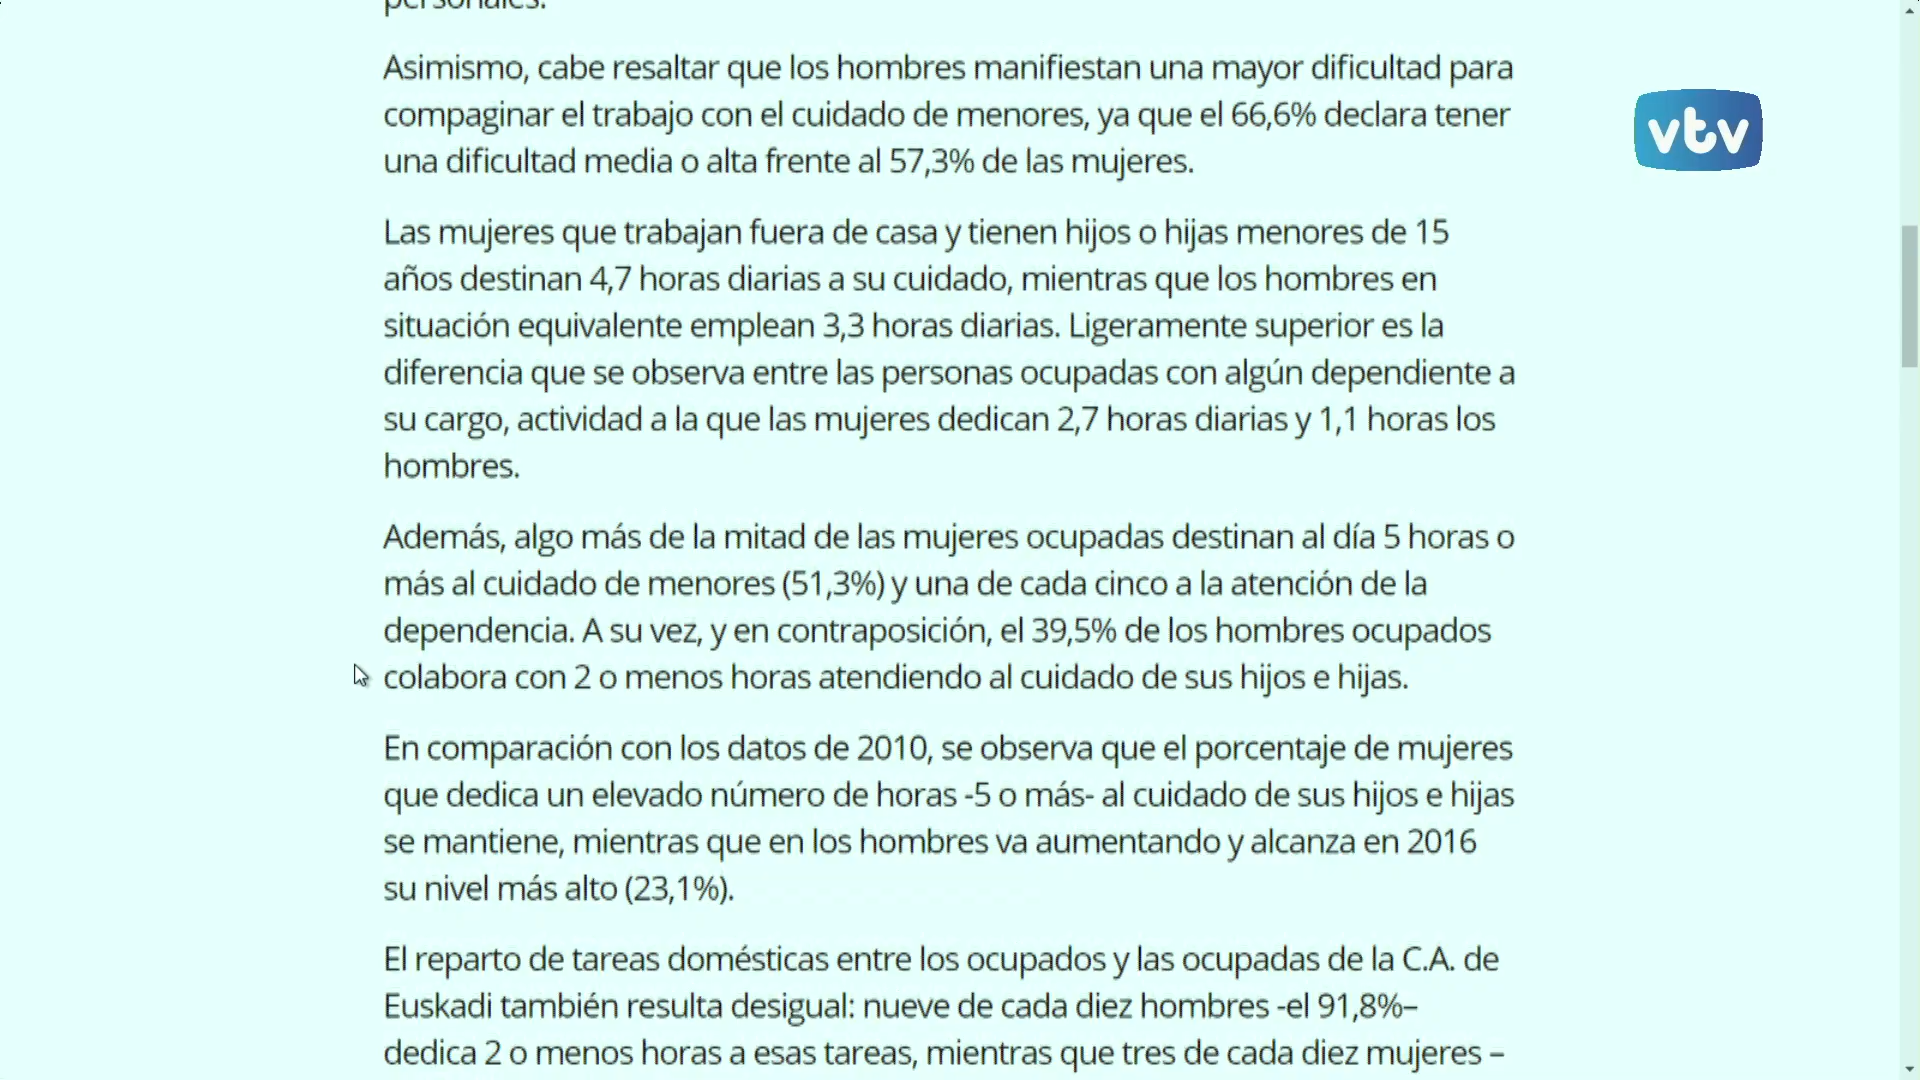 personales.
Asimismo, cabe resaltar que los hombres manifiestan una mayor dificultad para
compaginar el trabajo con el cuidado de menores, ya que el 66,6% declara tener
una dificultad media o alta frente al 57,3% de las mujeres.
vtv
Las mujeres que trabajan fuera de casa y tienen hijos o hijas menores de 15
años destinan 4,7 horas diarias a su cuidado, mientras que los hombres en
situación equivalente emplean 3,3 horas diarias. Ligeramente superior es la
diferencia que se observa entre las personas ocupadas con algún dependiente a
su cargo, actividad a la que las mujeres dedican 2,7 horas diarias y 1,1 horas los
hombres.
Además, algo más de la mitad de las mujeres ocupadas destinan al día 5 horas o
más al cuidado de menores (51,3%) y una de cada cinco a la atención de la
dependencia. A su vez, y en contraposición, el 39,5% de los hombres ocupados
colabora con 2 o menos horas atendiendo al cuidado de sus hijos e hijas.
En comparación con los datos de 2010, se observa que el porcentaje de mujeres
que dedica un elevado número de horas -5 o más- al cuidado de sus hijos e hijas
se mantiene, mientras que en los hombres va aumentando y alcanza en 2016
su nivel más alto (23,1%).
El reparto de tareas domésticas entre los ocupados y las ocupadas de la C.A. de
Euskadi también resulta desigual: nueve de cada diez hombres -el 91,8%–
dedica 2 o menos horas a esas tareas, mientras que tres de cada diez mujeres –